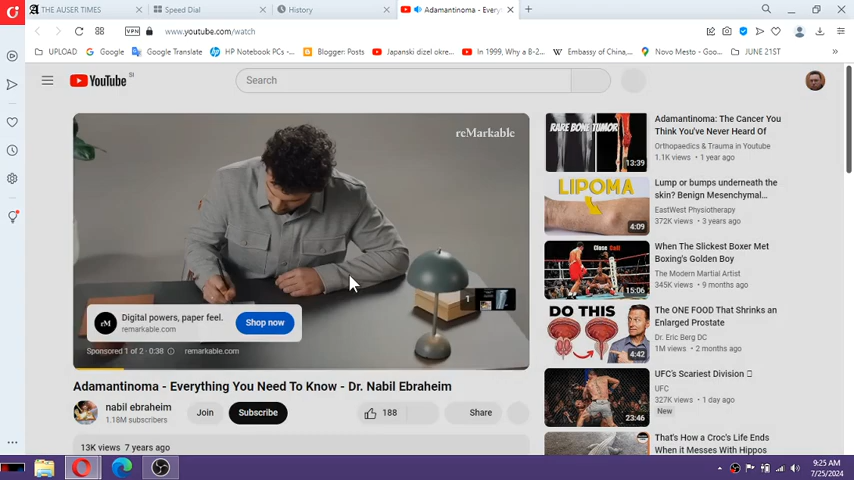 THE AUSER TIMES
Speed Dial
History
Adamantinoma - Every
VPN
www.youtube.com/watch
UPLOAD
Google
Google Translate
HP Notebook PCs -
Blogger: Posts
Japanski dizel okre...
In 1999, Why a B-2...
Embassy of China,...
Novo Mesto - Goo...
JUNE 21ST
YouTube SI
Search
reMarkable
rM
Digital powers, paper feel.
remarkable.com
Shop now
Sponsored 1 of 2 · 0:38
remarkable.com
1
Adamantinoma - Everything You Need To Know - Dr. Nabil Ebraheim
nabil ebraheim
1.18M subscribers
Join
Subscribe
188
Share
13K views 7 years ago
RARE BONE TUMOR
13:39
Adamantinoma: The Cancer You
Think You've Never Heard Of
Orthopaedics & Trauma in Youtube
1.1K views • 1 year ago
LIPOMA
4:09
Lump or bumps underneath the
skin? Benign Mesenchymal...
EastWest Physiotherapy
372K views • 3 years ago
Close Call
15:06
When The Slickest Boxer Met
Boxing's Golden Boy
The Modern Martial Artist
345K views • 9 months ago
DO THIS
4:42
The ONE FOOD That Shrinks an
Enlarged Prostate
Dr. Eric Berg DC
1M views • 2 months ago
23:46
UFC's Scariest Division
UFC
327K views • 1 day ago
New
That's How a Croc's Life Ends
When it Messes With Hippos
9:25 AM
7/25/2024